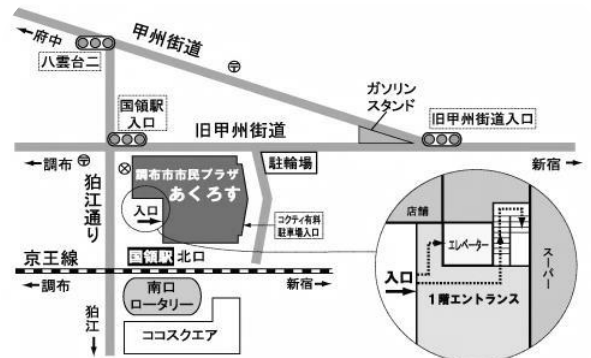 ←府中
甲州街道
八雲台二
〒
ガソリン
スタンド
国領駅
入口
旧甲州街道
旧甲州街道入口
←調布
〒
駐輪場
新宿→
調布市市民プラザ
あくろす
狛江通り
入口
コクティ有料
駐車場入口
京王線
国領駅 北口
←調布
新宿→
南口
ロータリー
狛江
ココスクエア
店舗
エレベーター
スーパー
入口
1階エントランス